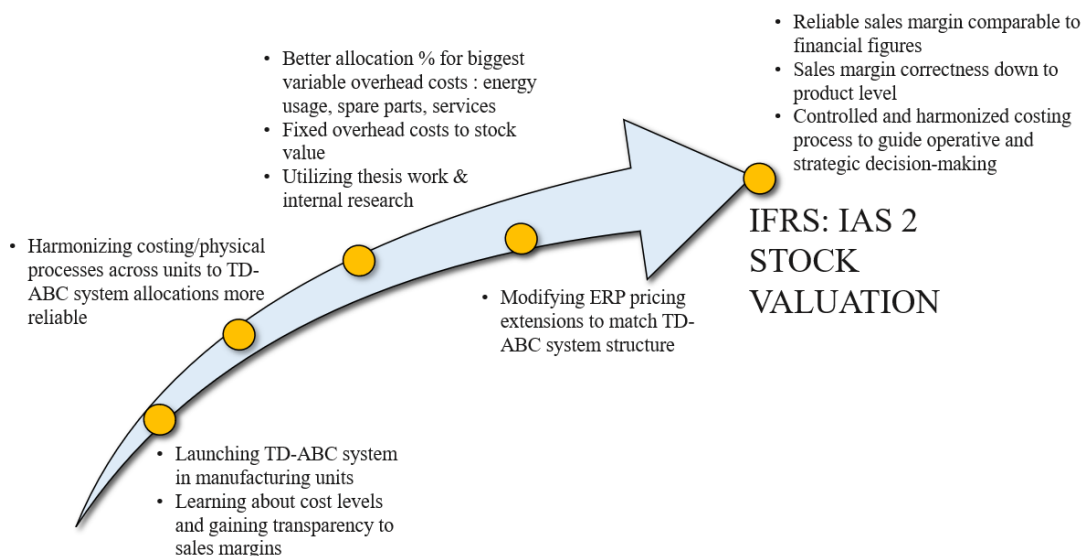 • Reliable sales margin comparable to
financial figures
• Sales margin correctness down to
product level
• Controlled and harmonized costing
process to guide operative and
strategic decision-making
• Better allocation % for biggest
variable overhead costs : energy
usage, spare parts, services
• Fixed overhead costs to stock
value
• Utilizing thesis work &
internal research
IFRS: IAS 2
STOCK
VALUATION
• Harmonizing costing/physical
processes across units to TD-
ABC system allocations more
reliable
• Modifying ERP pricing
extensions to match TD-
ABC system structure
• Launching TD-ABC system
in manufacturing units
• Learning about cost levels
and gaining transparency to
sales margins